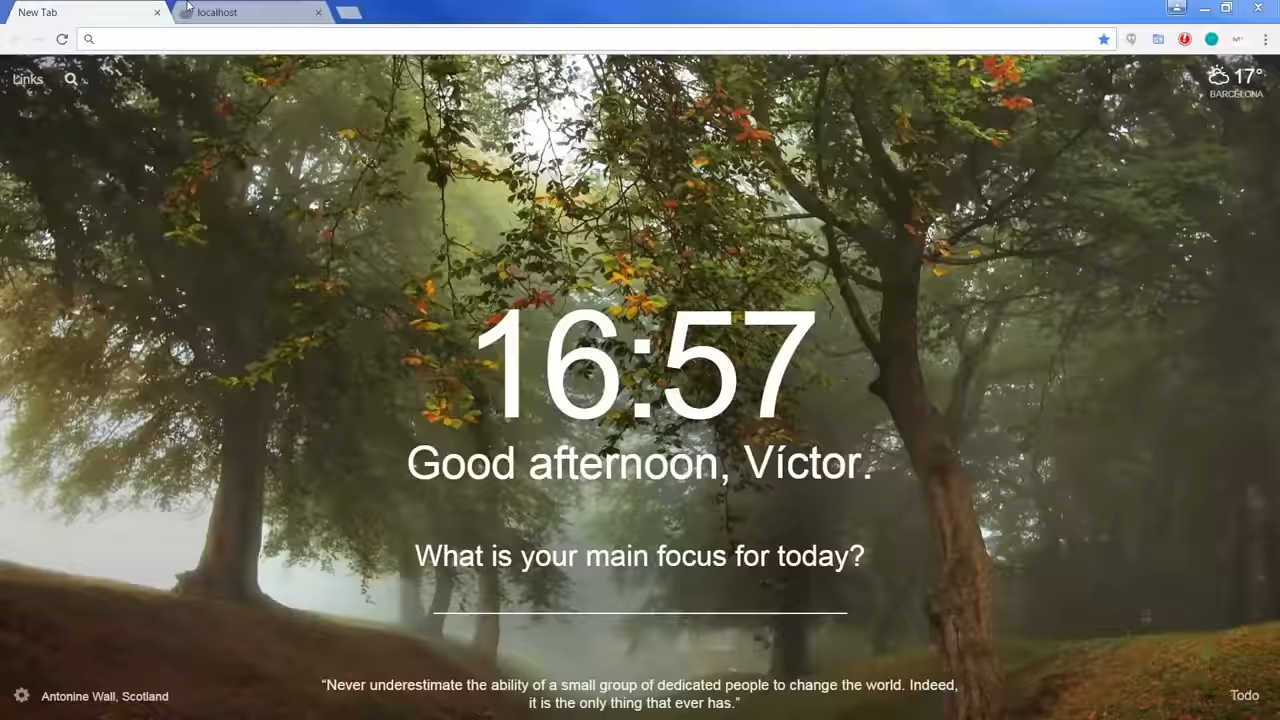 New Tab
localhost
Links
17°
BARCELONA
16:57
Good afternoon, Víctor.
What is your main focus for today?
“Never underestimate the ability of a small group of dedicated people to change the world. Indeed,
it is the only thing that ever has.”
Antonine Wall, Scotland
Todo